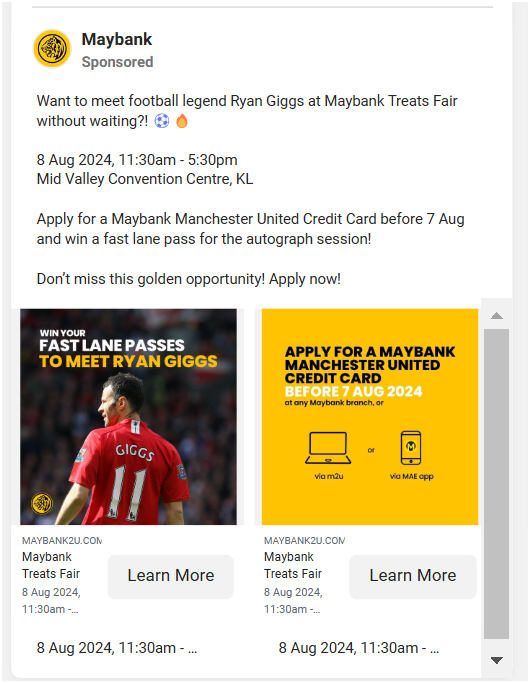 Maybank
Sponsored
Want to meet football legend Ryan Giggs at Maybank Treats Fair
without waiting?! ⚽🔥
8 Aug 2024, 11:30am - 5:30pm
Mid Valley Convention Centre, KL
Apply for a Maybank Manchester United Credit Card before 7 Aug
and win a fast lane pass for the autograph session!
Don’t miss this golden opportunity! Apply now!
WIN YOUR
FAST LANE PASSES
TO MEET RYAN GIGGS
GIGGS
11
MAYBANK2U.COM
Maybank
Treats Fair
8 Aug 2024,
11:30am -...
Learn More
8 Aug 2024, 11:30am - ...
APPLY FOR A MAYBANK
MANCHESTER UNITED
CREDIT CARD
BEFORE 7 AUG 2024
at any Maybank branch, or
or
M
via m2u
via MAE app
MAYBANK2U.COM
Maybank
Treats Fair
8 Aug 2024,
11:30am -...
Learn More
8 Aug 2024, 11:30am - ...